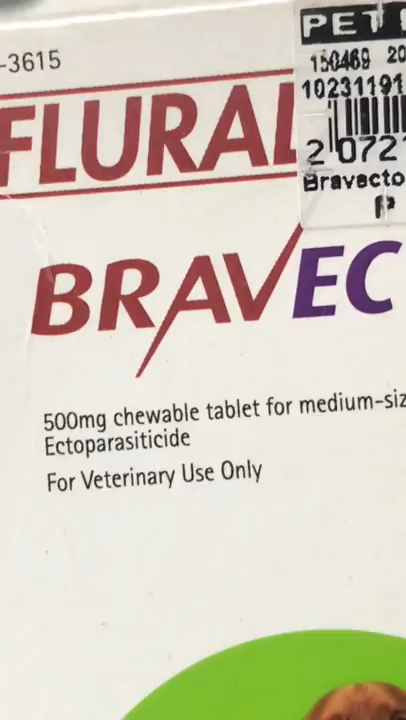 -3615
PET
150469 20
10231191
FLURAL
2 0721
Bravecto
P
BRAVEC
500mg chewable tablet for medium-siz
Ectoparasiticide
For Veterinary Use Only